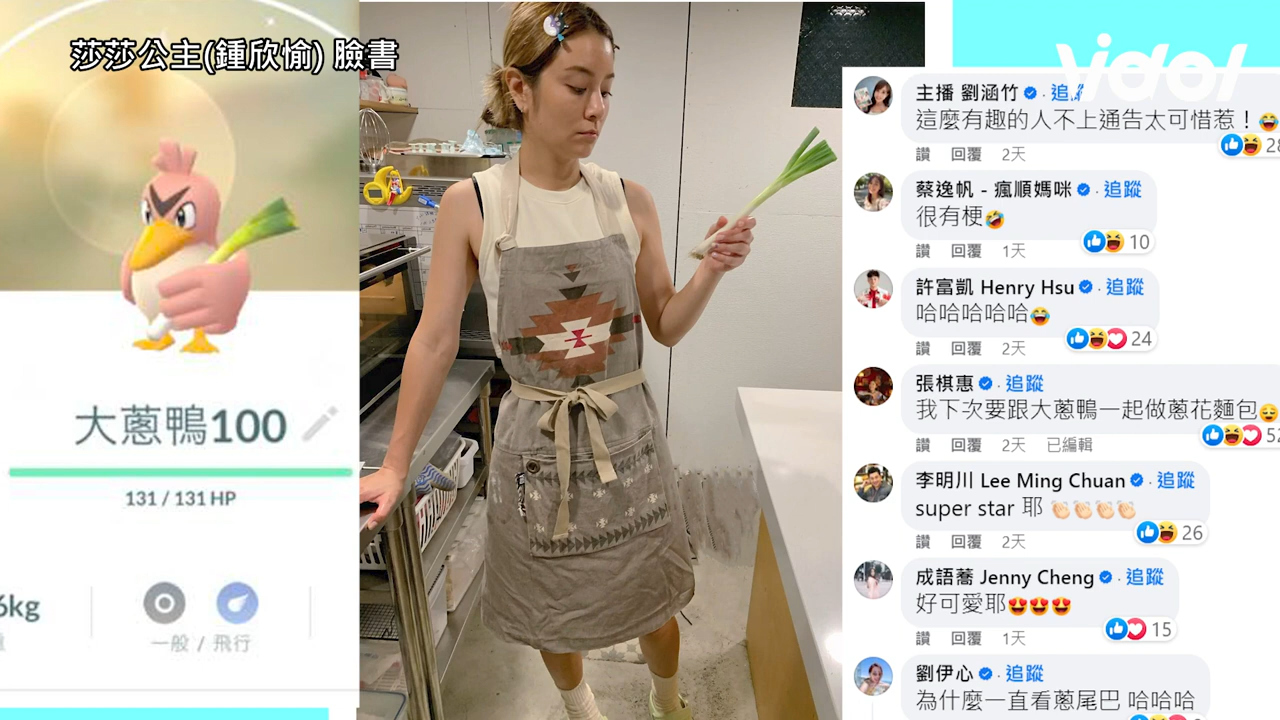 莎莎公主(鍾欣愉) 臉書
大蔥鴨100
131 / 131 HP
6kg
一般 / 飛行
vidol
主播 劉涵竹 · 追
這麼有趣的人不上通告太可惜惹！😂
讚 回覆 2天
28
蔡逸帆 - 瘋順媽咪 · 追蹤
很有梗🤣
讚 回覆 1天
10
許富凱 Henry Hsu · 追蹤
哈哈哈哈哈😂
讚 回覆 2天
24
張棋惠 · 追蹤
我下次要跟大蔥鴨一起做蔥花麵包😌
讚 回覆 2天 已編輯
52
李明川 Lee Ming Chuan · 追蹤
super star 耶 👏🏻👏🏻👏🏻👏🏻
讚 回覆 2天
26
成語蕎 Jenny Cheng · 追蹤
好可愛耶😍😍😍
讚 回覆 1天
15
劉伊心 · 追蹤
為什麼一直看蔥尾巴 哈哈哈